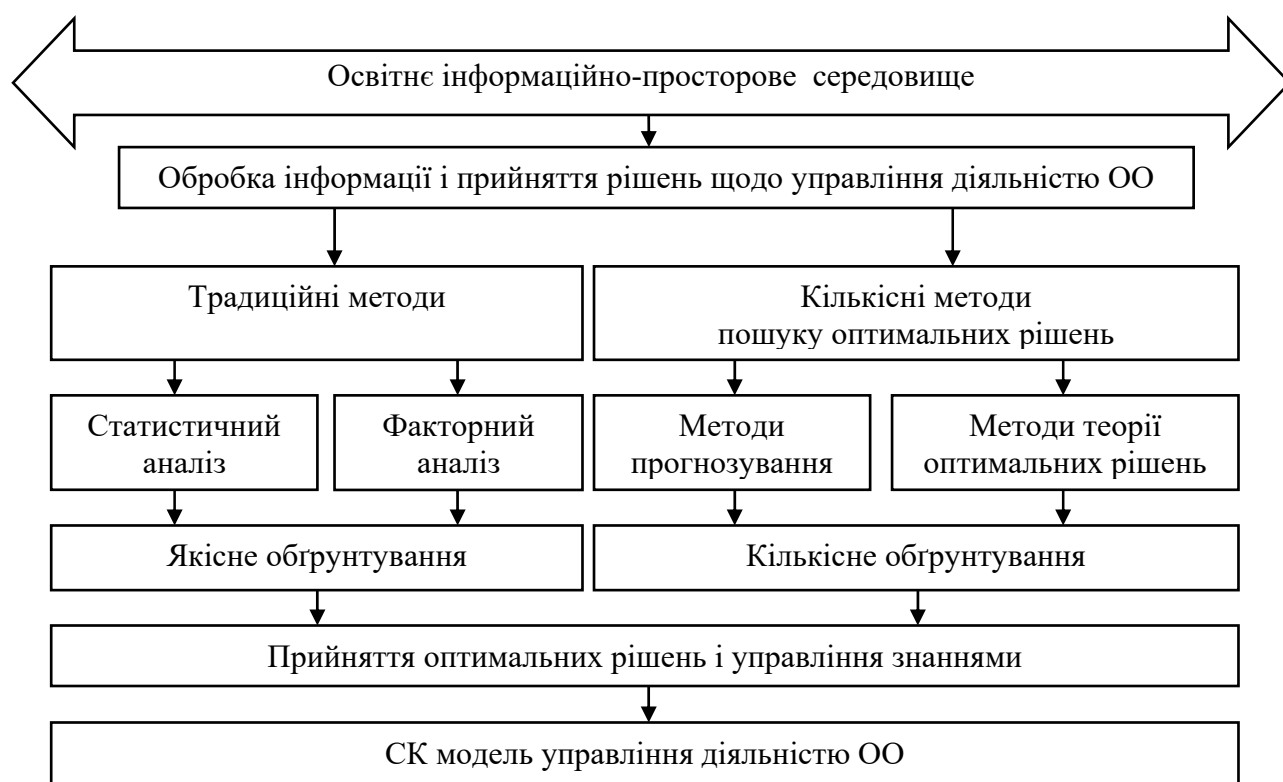 Освітнє інформаційно-просторове середовище
Обробка інформації і прийняття рішень щодо управління діяльністю ОО
Традиційні методи
Кількісні методи
пошуку оптимальних рішень
Статистичний
аналіз
Факторний
аналіз
Методи
прогнозування
Методи теорії
оптимальних рішень
Якісне обґрунтування
Кількісне обґрунтування
Прийняття оптимальних рішень і управління знаннями
СК модель управління діяльністю ОО